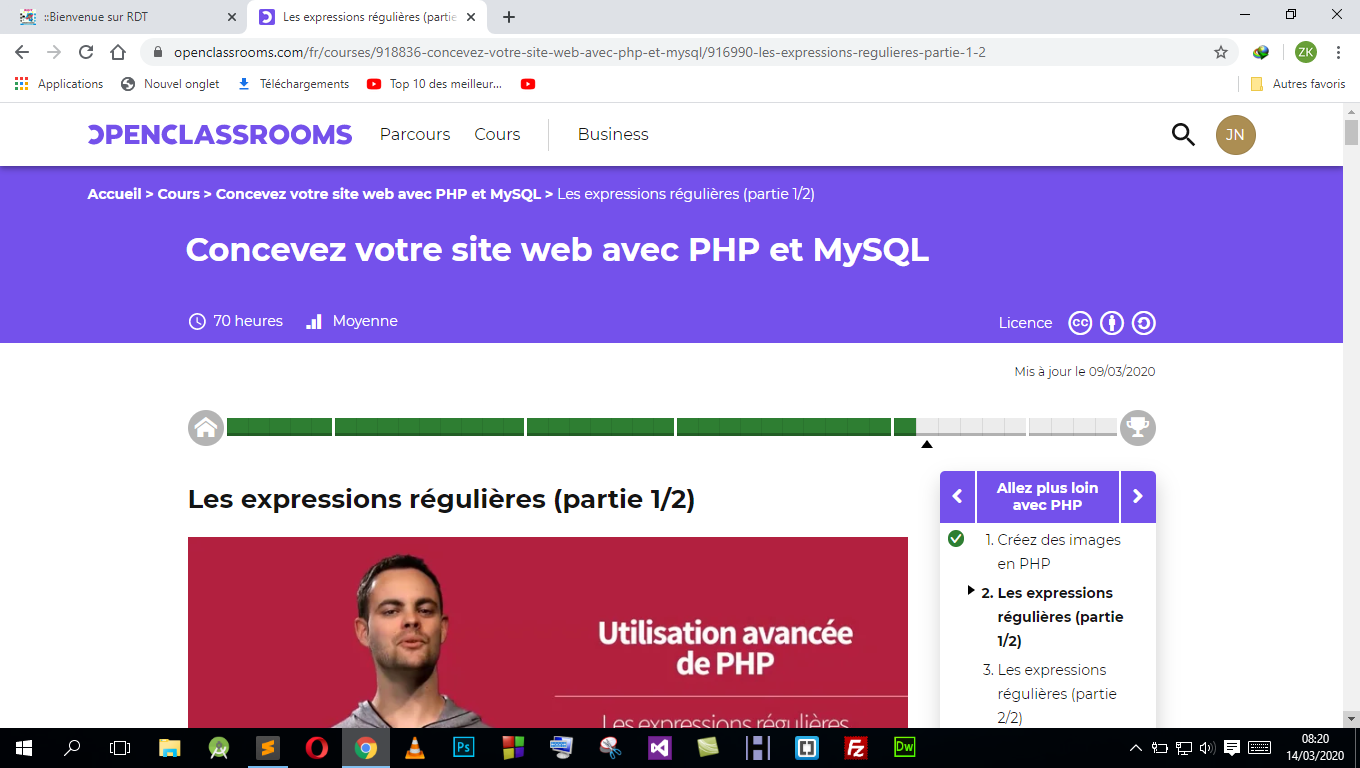 ::Bienvenue sur RDT
Les expressions régulières (partie
ZK
openclassrooms.com/fr/courses/918836-concevez-votre-site-web-avec-php-et-mysql/916990-les-expressions-regulieres-partie-1-2
Applications
Nouvel onglet
Téléchargements
Top 10 des meilleur...
Autres favoris
OPENCLASSROOMS
Parcours
Cours
Business
JN
Accueil > Cours > Concevez votre site web avec PHP et MySQL > Les expressions régulières (partie 1/2)
Concevez votre site web avec PHP et MySQL
70 heures
Moyenne
Licence
cc
Mis à jour le 09/03/2020
Les expressions régulières (partie 1/2)
Allez plus loin
avec PHP
1. Créez des images
en PHP
2. Les expressions
régulières (partie
1/2)
3. Les expressions
régulières (partie
2/2)
Utilisation avancée
de PHP
Les expressions régulières
Ps
Fz
Dw
08:20
14/03/2020